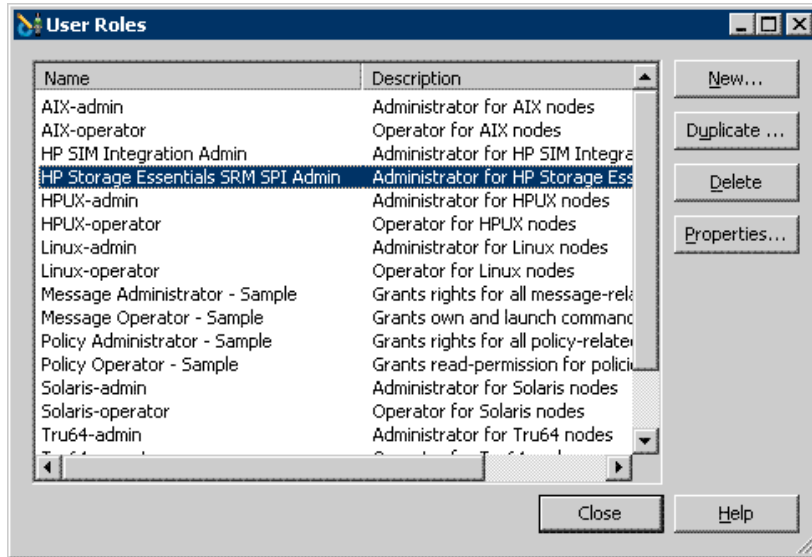 User Roles
Name Description
AIX-admin Administrator for AIX nodes
AIX-operator Operator for AIX nodes
HP SIM Integration Admin Administrator for HP SIM Integra
HP Storage Essentials SRM SPI Admin Administrator for HP Storage Ess
HPUX-admin Administrator for HPUX nodes
HPUX-operator Operator for HPUX nodes
Linux-admin Administrator for Linux nodes
Linux-operator Operator for Linux nodes
Message Administrator - Sample Grants rights for all message-rela
Message Operator - Sample Grants own and launch command
Policy Administrator - Sample Grants rights for all policy-related
Policy Operator - Sample Grants read-permission for policie
Solaris-admin Administrator for Solaris nodes
Solaris-operator Operator for Solaris nodes
Tru64-admin Administrator for Tru64 nodes
New...
Duplicate ...
Delete
Properties...
Close Help